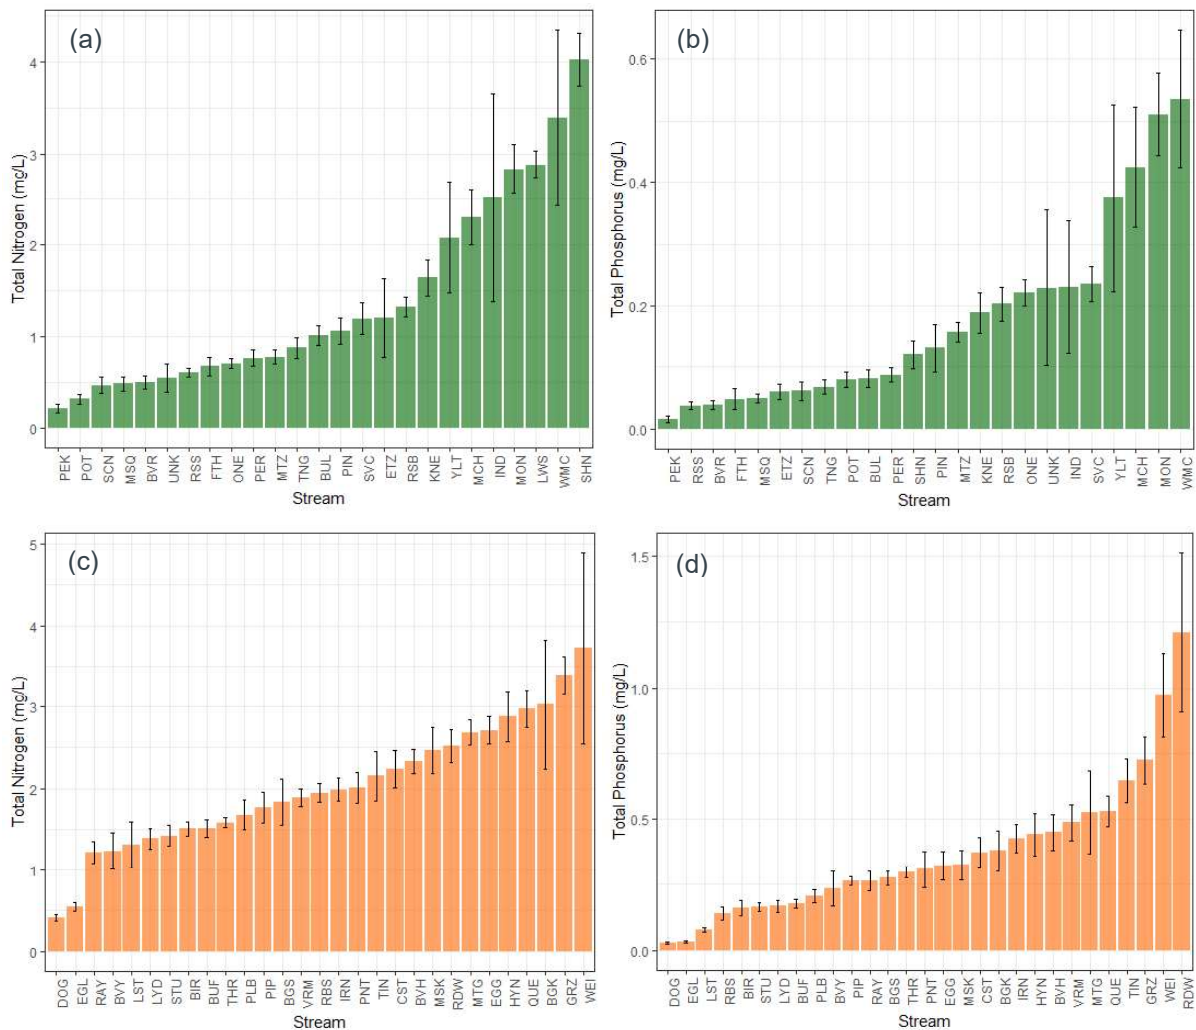 (a)
Total Nitrogen (mg/L)
4
3
2
1
0
PEK POT SCN MSQ BVR UNK RSS FTH ONE PER MTZ TNG BUL PIN SVC ETZ RSB KNE YLT MCH IND MON LWS WMC SHN
Stream
(b)
Total Phosphorus (mg/L)
0.6
0.4
0.2
0.0
PEK RSS BVR FTH MSQ ETZ SCN TNG POT BUL PER SHN PIN MTZ KNE RSB ONE UNK IND SVC YLT MCH MON WMC
Stream
(c)
Total Nitrogen (mg/L)
5
4
3
2
1
0
DOG EGL RAY BVY LST LYD STU BIR BUF THR PLB PIP BGS VRM RBS IRN PNT TIN CST BVH MSK RDW MTG EGG HYN QUE BGK GRZ WEI
Stream
(d)
Total Phosphorus (mg/L)
1.5
1.0
0.5
0.0
DOG EGL LST RBS BIR STU LYD BUF PLB BVY PIP RAY BGS THR PNT EGG MSK CST BGK IRN HYN BVH VRM MTG QUE TIN GRZ WEI RDW
Stream